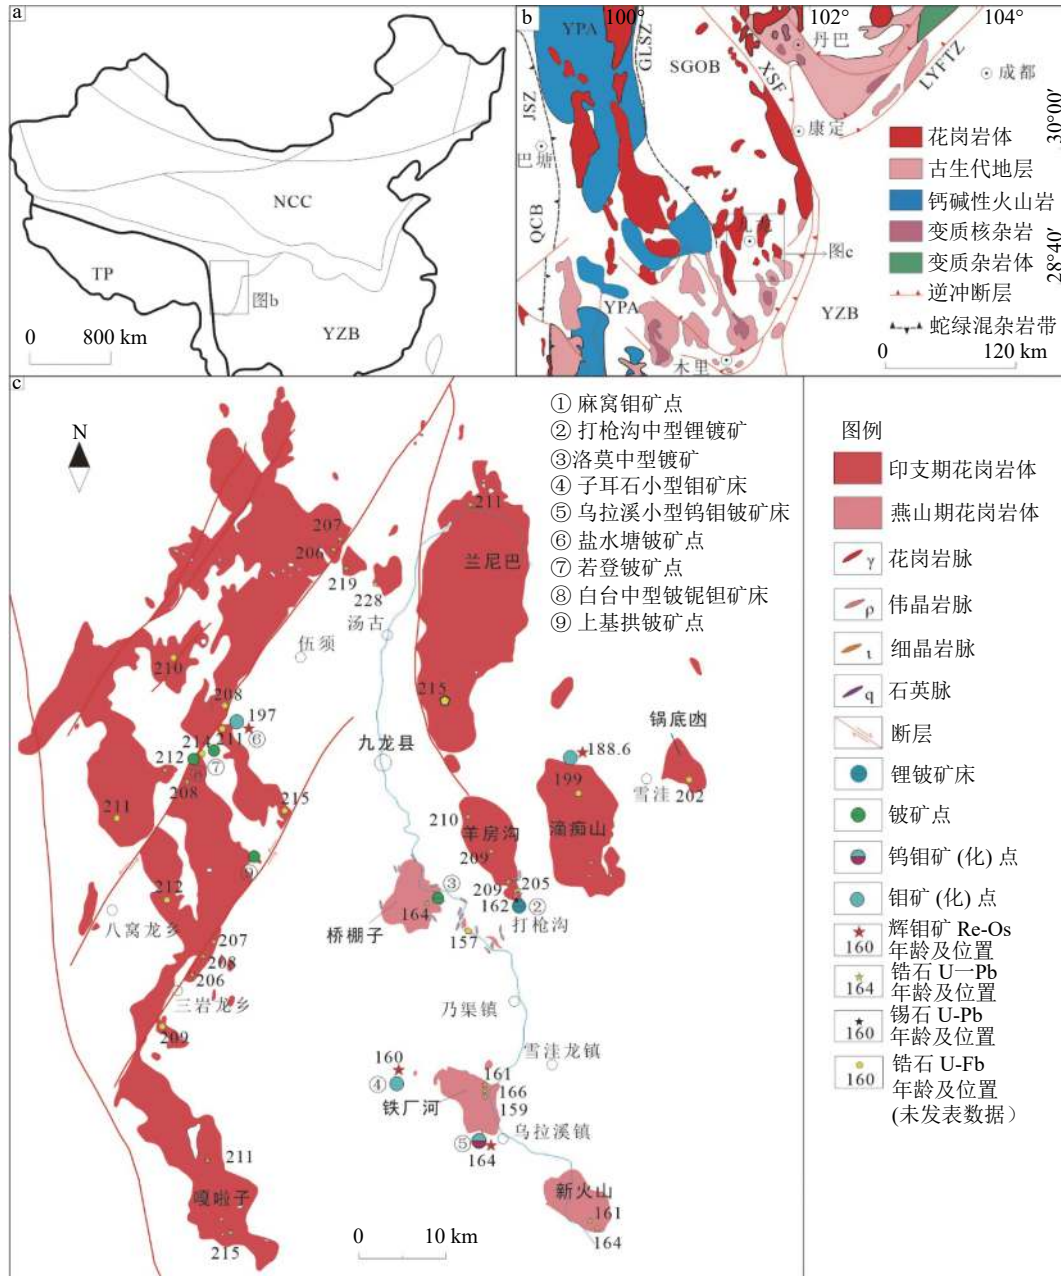 a
NCC
TP
图b
YZB
0 800 km
b
100°
102°
104°
YPA
GLSZ
SGOB
丹巴
XSF
LYFTZ
成都
JSZ
巴塘
康定
30°00′
QCB
九龙
图c
28°40′
YPA
YZB
木里
花岗岩体
古生代地层
钙碱性火山岩
变质核杂岩
变质杂岩体
逆冲断层
蛇绿混杂岩带
0 120 km
c
N
① 麻窝钼矿点
② 打枪沟中型锂镀矿
③洛莫中型镀矿
④ 子耳石小型钼矿床
⑤ 乌拉溪小型钨钼铍矿床
⑥ 盐水塘铍矿点
⑦ 若登铍矿点
⑧ 白台中型铍铌钽矿床
⑨ 上基拱铍矿点
211
207
206
兰尼巴
219
228
汤古
伍须
210
215
208
197
锅底凼
211
⑥
214
九龙县
188.6
212
⑦
208
199
雪洼
202
211
215
210
羊房沟
滴痴山
209
⑨
③
209
205
212
164
162
②
打枪沟
八窝龙乡
桥棚子
157
207
208
206
三岩龙乡
乃渠镇
209
雪洼龙镇
160
④
161
166
铁厂河
159
⑤
乌拉溪镇
164
211
嘎啦子
新火山
161
164
215
0 10 km
图例
印支期花岗岩体
燕山期花岗岩体
γ 花岗岩脉
ρ 伟晶岩脉
ι 细晶岩脉
q 石英脉
断层
锂铍矿床
铍矿点
钨钼矿 (化) 点
钼矿 (化) 点
辉钼矿 Re-Os
160 年龄及位置
锆石 U一Pb
164 年龄及位置
锡石 U-Pb
160 年龄及位置
锆石 U-Fb
160 年龄及位置
(未发表数据）